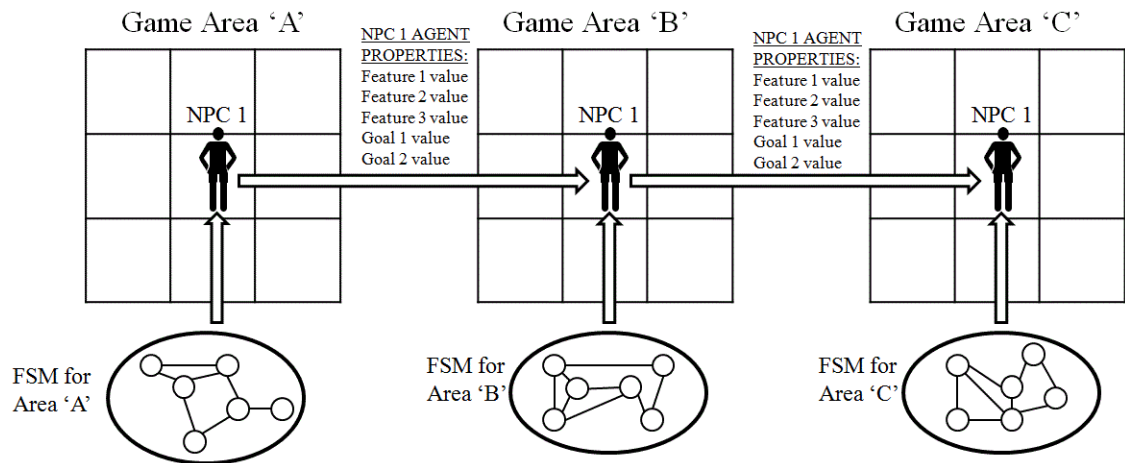 Game Area ‘A’
NPC 1 AGENT
PROPERTIES:
Feature 1 value
Feature 2 value
Feature 3 value
Goal 1 value
Goal 2 value
Game Area ‘B’
NPC 1 AGENT
PROPERTIES:
Feature 1 value
Feature 2 value
Feature 3 value
Goal 1 value
Goal 2 value
Game Area ‘C’
NPC 1
NPC 1
NPC 1
FSM for
Area ‘A’
FSM for
Area ‘B’
FSM for
Area ‘C’